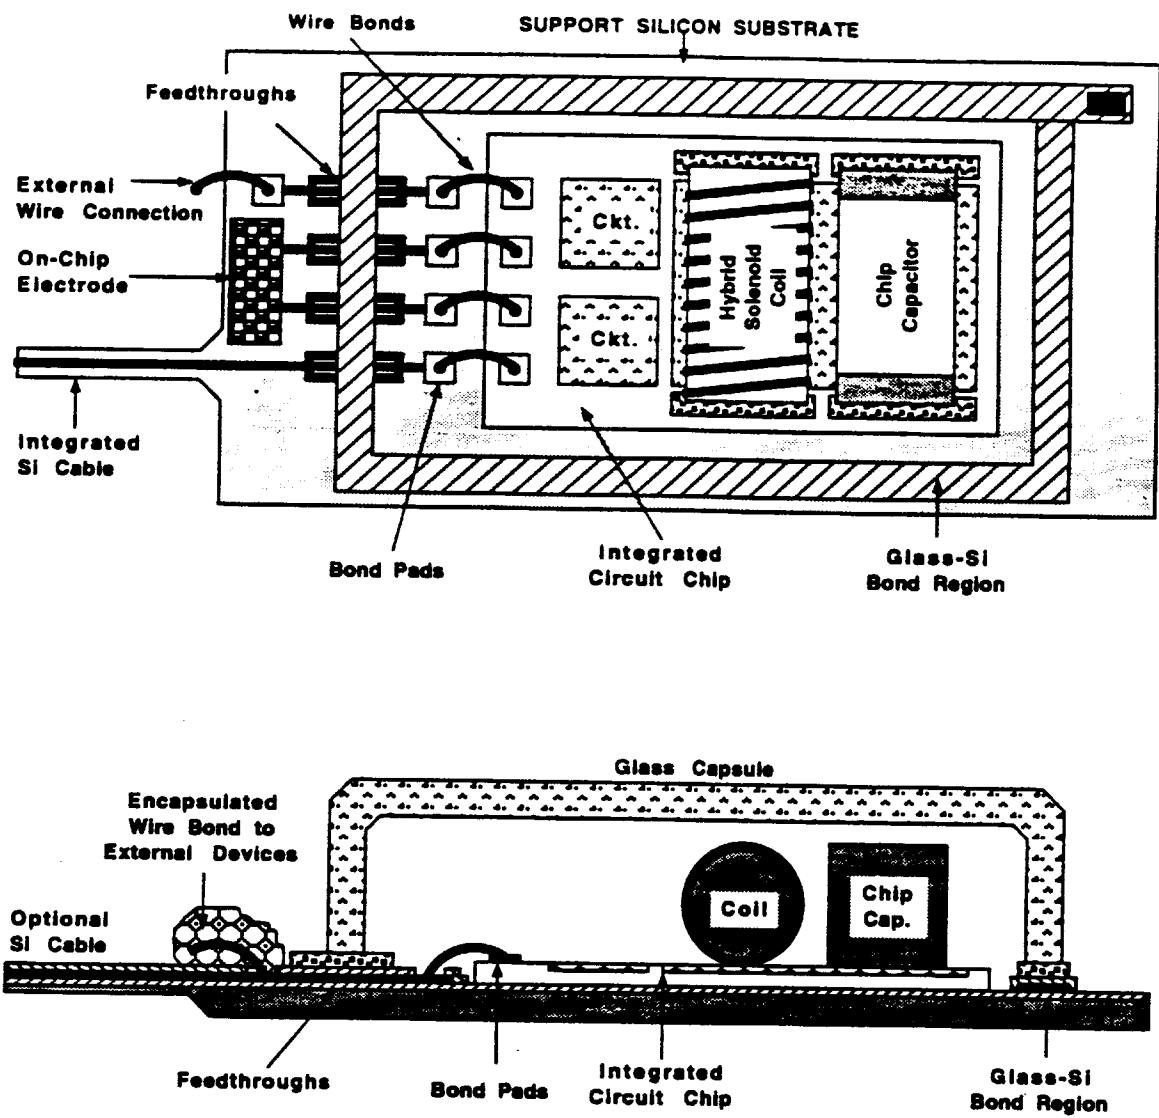 Wire Bonds
SUPPORT SILICON SUBSTRATE
Feedthroughs
External
Wire Connection
On-Chip
Electrode
Ckt.
Ckt.
Hybrid
Solenoid
Coil
Chip
Capacitor
Integrated
Si Cable
Bond Pads
Integrated
Circuit Chip
Glass-Si
Bond Region
Glass Capsule
Encapsulated
Wire Bond to
External Devices
Optional
Si Cable
Coil
Chip
Cap.
Feedthroughs
Bond Pads
Integrated
Circuit Chip
Glass-Si
Bond Region